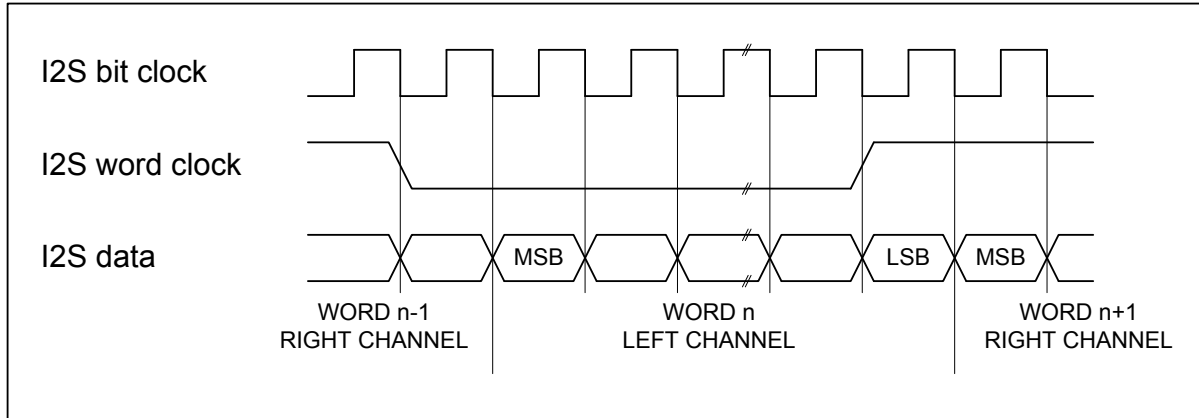 I2S bit clock
I2S word clock
I2S data
MSB
LSB
MSB
WORD n-1
RIGHT CHANNEL
WORD n
LEFT CHANNEL
WORD n+1
RIGHT CHANNEL